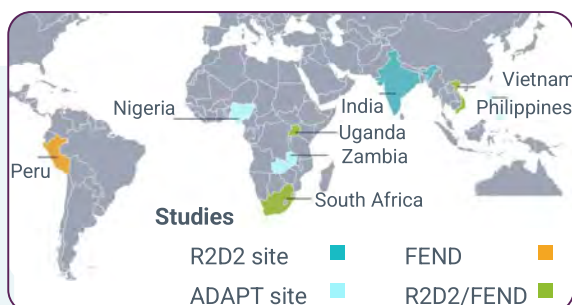 Vietnam
Nigeria
India
Philippines
Uganda
Zambia
Peru
South Africa
Studies
R2D2 site
FEND
ADAPT site
R2D2/FEND